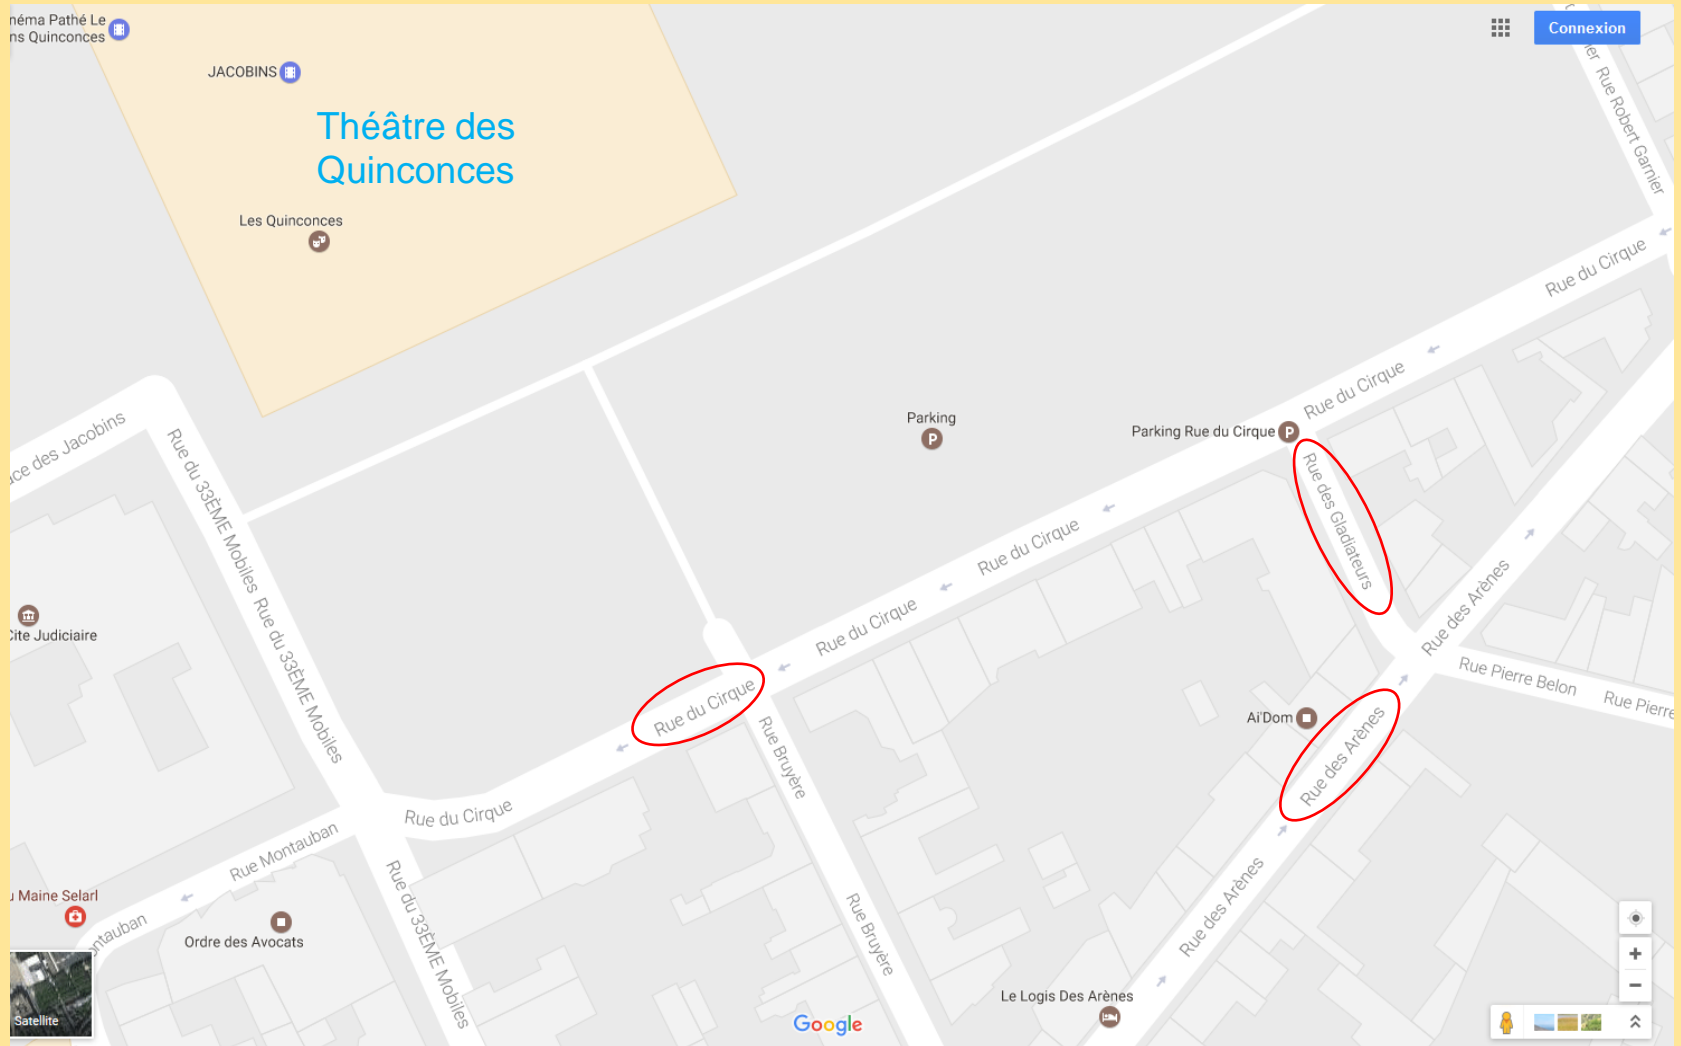 néma Pathé Le
ns Quinconces
JACOBINS
Théâtre des
Quinconces
Les Quinconces
Connexion
Rue Robert Garnier
Rue du Cirque
Rue du Cirque
Parking
P
Parking Rue du Cirque P
Rue des Gladiateurs
ce des Jacobins
Rue du 33ÈME Mobiles
Rue du 33ÈME Mobiles
Cite Judiciaire
Rue du Cirque
Rue du Cirque
Rue des Arènes
Rue Pierre Belon
Rue Pierre
Rue du Cirque
Rue Bruyère
Ai'Dom
Rue des Arènes
Rue du Cirque
Rue Montauban
Maine Selarl
ntauban
Ordre des Avocats
Rue du 33ÈME Mobiles
Rue Bruyère
Rue des Arènes
Le Logis Des Arènes
Satellite
Google